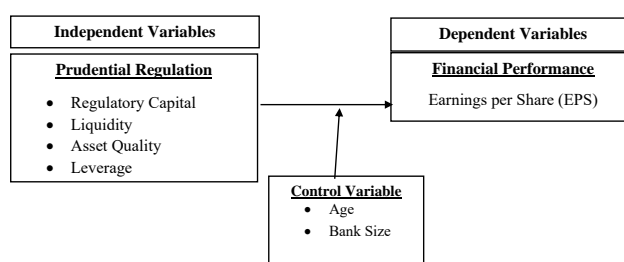 Independent Variables
Prudential Regulation
• Regulatory Capital
• Liquidity
• Asset Quality
• Leverage
Dependent Variables
Financial Performance
Earnings per Share (EPS)
Control Variable
• Age
• Bank Size